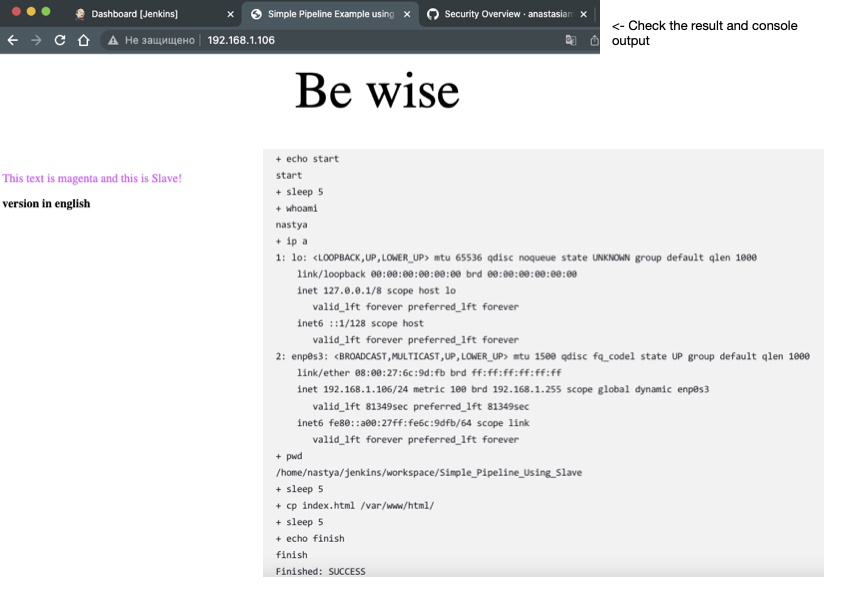 Dashboard [Jenkins]
Simple Pipeline Example using
Security Overview · anastasian
Не защищено
192.168.1.106
<- Check the result and console
output
Be wise
This text is magenta and this is Slave!
version in english
+ echo start
start
+ sleep 5
+ whoami
nastya
+ ip a
1: lo: <LOOPBACK,UP,LOWER_UP> mtu 65536 qdisc noqueue state UNKNOWN group default qlen 1000
link/loopback 00:00:00:00:00:00 brd 00:00:00:00:00:00
inet 127.0.0.1/8 scope host lo
valid_lft forever preferred_lft forever
inet6 ::1/128 scope host
valid_lft forever preferred_lft forever
2: enp0s3: <BROADCAST,MULTICAST,UP,LOWER_UP> mtu 1500 qdisc fq_codel state UP group default qlen 1000
link/ether 08:00:27:6c:9d:fb brd ff:ff:ff:ff:ff:ff
inet 192.168.1.106/24 metric 100 brd 192.168.1.255 scope global dynamic enp0s3
valid_lft 81349sec preferred_lft 81349sec
inet6 fe80::a00:27ff:fe6c:9dfb/64 scope link
valid_lft forever preferred_lft forever
+ pwd
/home/nastya/jenkins/workspace/Simple_Pipeline_Using_Slave
+ sleep 5
+ cp index.html /var/www/html/
+ sleep 5
+ echo finish
finish
Finished: SUCCESS